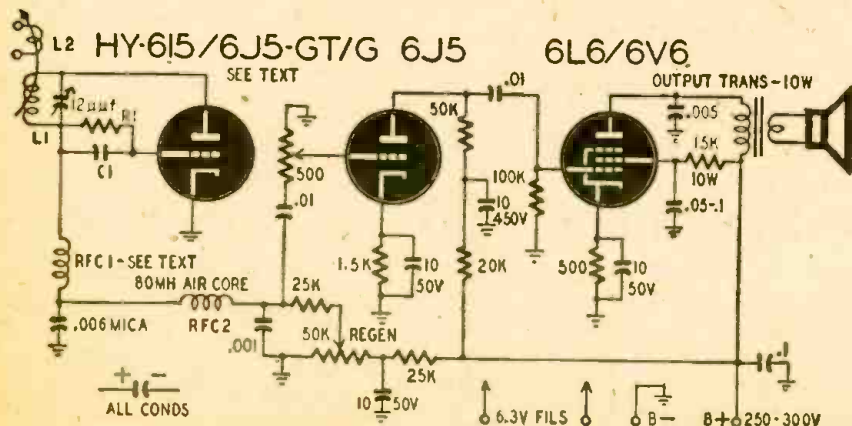 L2 HY-615/6J5-GT/G 6J5 6L6/6V6
SEE TEXT
OUTPUT TRANS-10W
12μμf
R1
L1
C1
500
.01
50K
.01
100K
10
450V
.005
15K
10W
.05-.1
1.5K
10
50V
20K
500
10
50V
RFC1-SEE TEXT
80MH AIR CORE
RFC2
25K
.006 MICA
.001
50K
REGEN
25K
10
50V
.1
+ -
ALL CONDS
6.3V FILS
B-
B+
250-300V